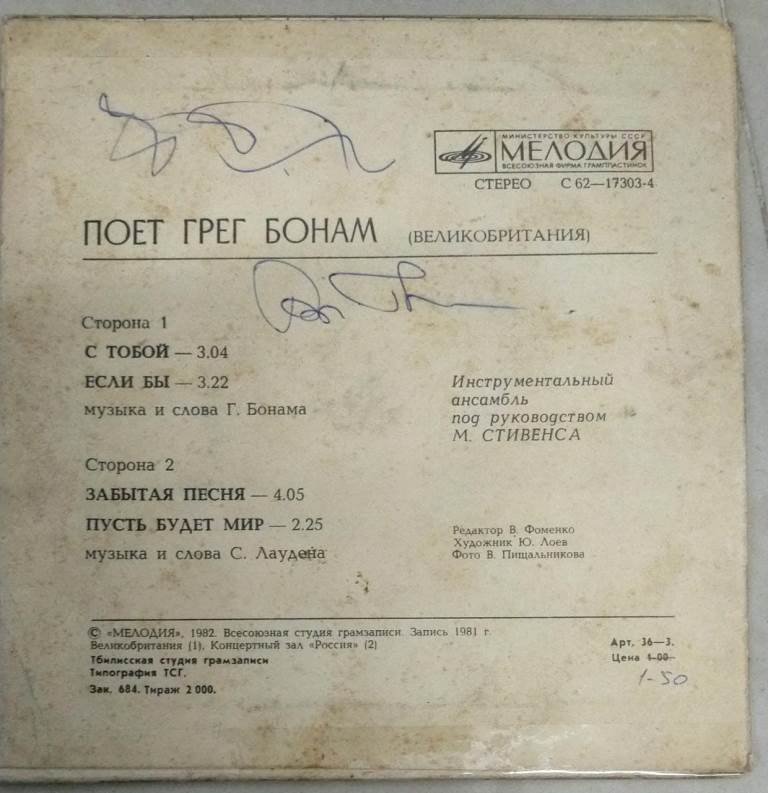 МИНИСТЕРСТВО КУЛЬТУРЫ СССР
МЕЛОДИЯ
ВСЕСОЮЗНАЯ ФИРМА ГРАМПЛАСТИНОК
СТЕРЕО С 62—17303-4
ПОЕТ ГРЕГ БОНАМ (ВЕЛИКОБРИТАНИЯ)
Сторона 1
С ТОБОЙ — 3.04
ЕСЛИ БЫ — 3.22
музыка и слова Г. Бонама
Инструментальный
ансамбль
под руководством
М. СТИВЕНСА
Сторона 2
ЗАБЫТАЯ ПЕСНЯ — 4.05
ПУСТЬ БУДЕТ МИР — 2.25
музыка и слова С. Лаудена
Редактор В. Фоменко
Художник Ю. Лоев
Фото В. Пищальникова
© «МЕЛОДИЯ», 1982. Всесоюзная студия грамзаписи. Запись 1981 г.
Великобритания (1). Концертный зал «Россия» (2)
Тбилисская студия грамзаписи
Типография ТСГ.
Зак. 684. Тираж 2 000.
Арт. 36—3.
Цена 1-00
1-50